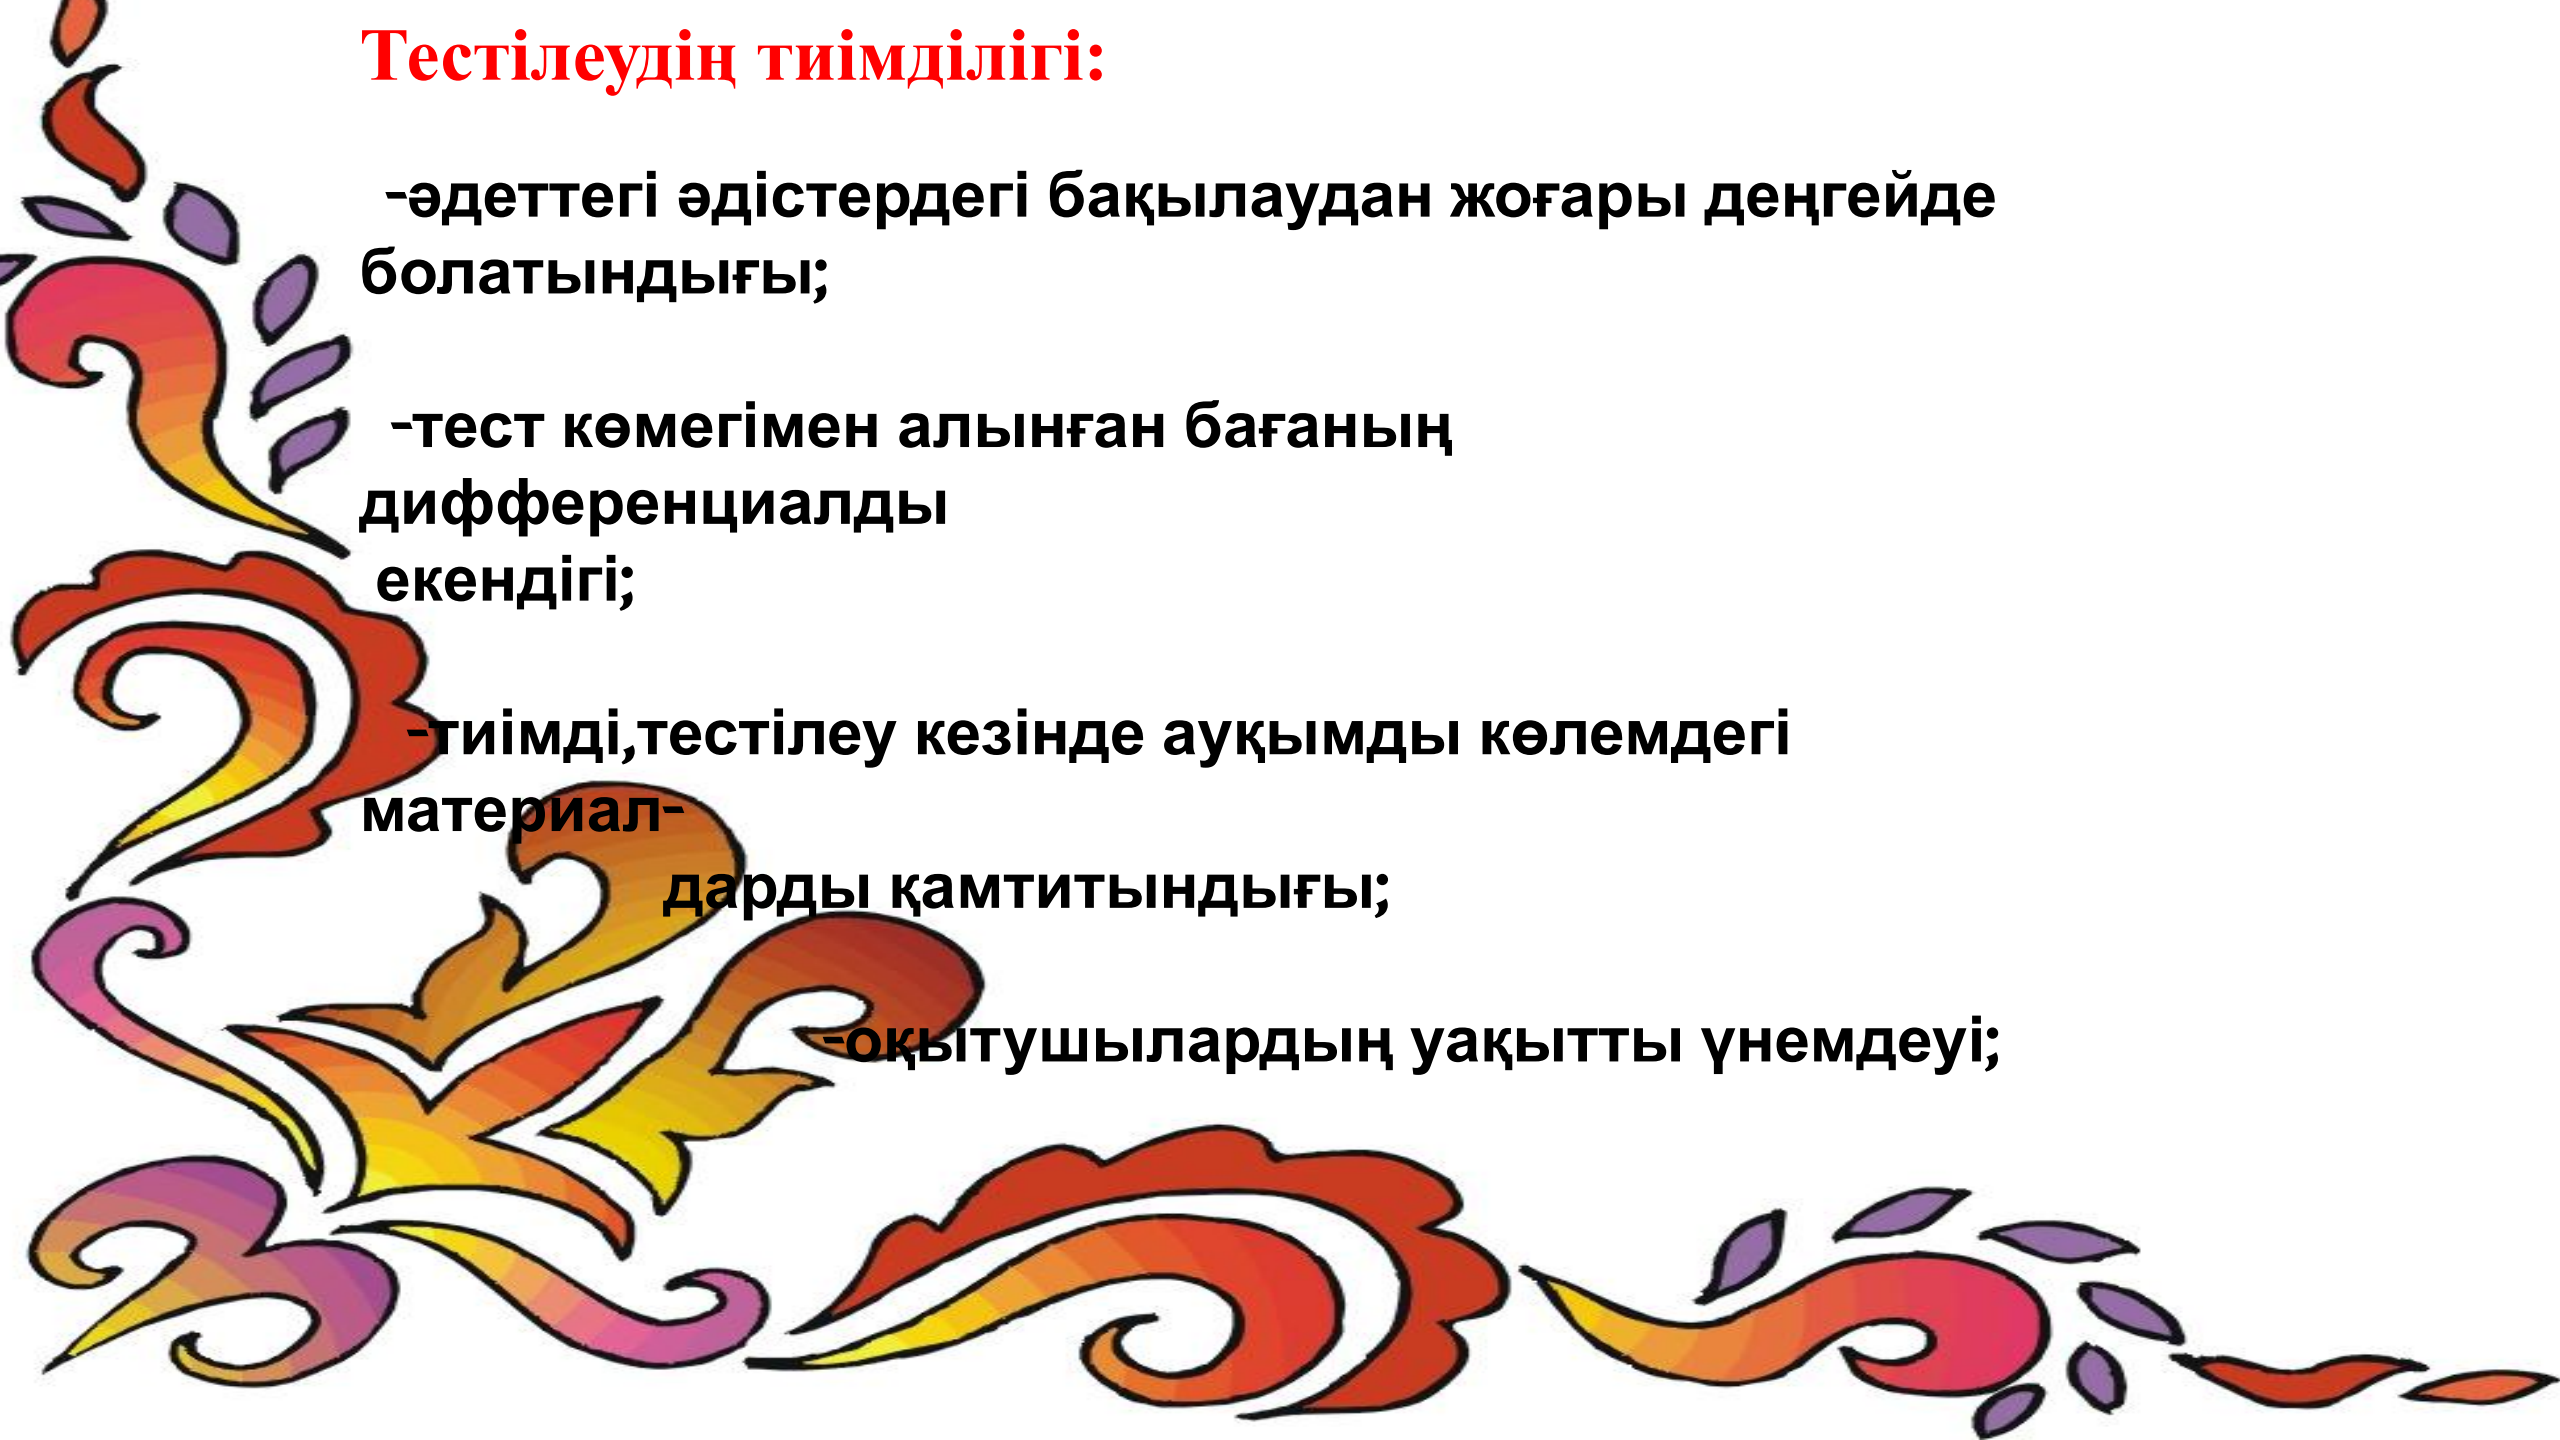 Тестілеудің тиімділігі:
-әдеттегі әдістердегі бақылаудан жоғары деңгейде
болатындығы;
-тест көмегімен алынған бағаның
дифференциалды
екендігі;
-тиімді,тестілеу кезінде ауқымды көлемдегі
материал-
дарды қамтитындығы;
-оқытушылардың уақытты үнемдеуі;